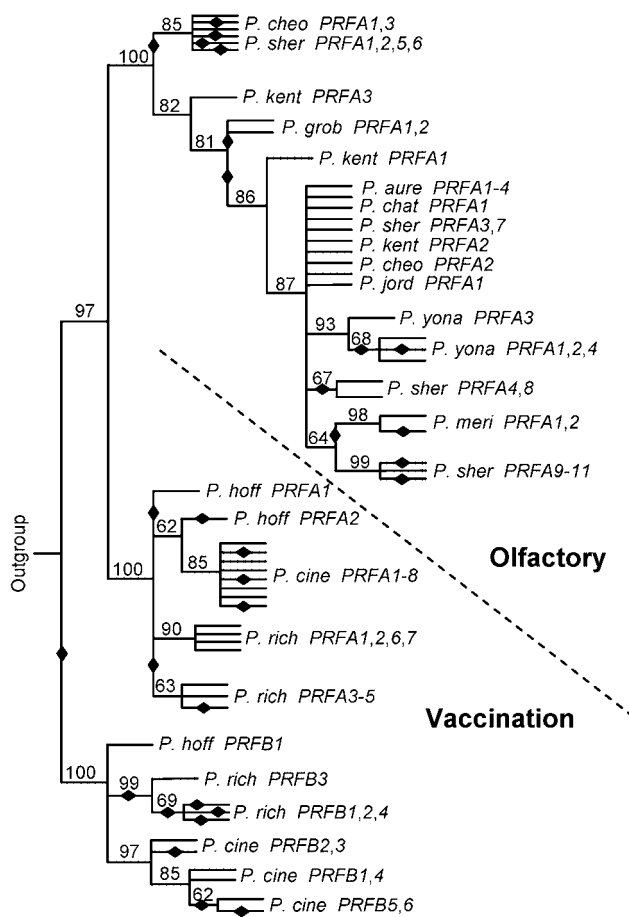 85
P. cheo PRFA1,3
P. sher PRFA1,2,5,6
100
82
P. kent PRFA3
81
P. grob PRFA1,2
P. kent PRFA1
86
P. aure PRFA1-4
P. chat PRFA1
P. sher PRFA3,7
P. kent PRFA2
P. cheo PRFA2
87
P. jord PRFA1
97
93
P. yona PRFA3
68
P. yona PRFA1,2,4
67
P. sher PRFA4,8
98
P. meri PRFA1,2
64
99
P. sher PRFA9-11
P. hoff PRFA1
62
P. hoff PRFA2
Outgroup
Olfactory
100
85
P. cine PRFA1-8
90
P. rich PRFA1,2,6,7
63
P. rich PRFA3-5
Vaccination
P. hoff PRFB1
100
99
P. rich PRFB3
69
P. rich PRFB1,2,4
97
P. cine PRFB2,3
85
P. cine PRFB1,4
62
P. cine PRFB5,6